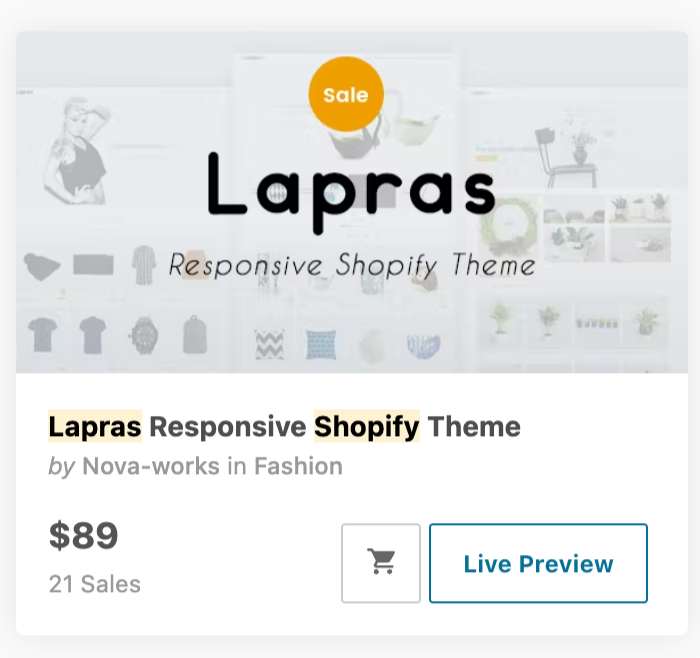 Sale
Lapras
Responsive Shopify Theme
Lapras Responsive Shopify Theme
by Nova-works in Fashion
$89
21 Sales
Live Preview